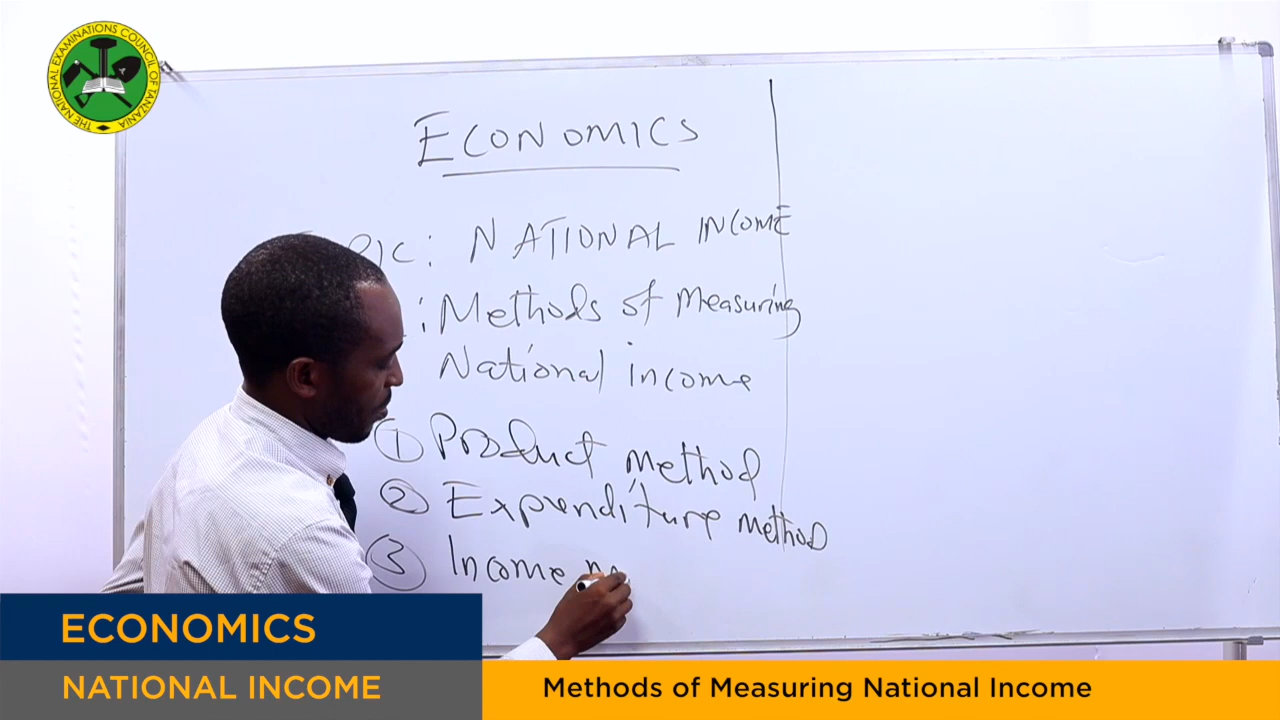 THE NATIONAL EXAMINATIONS COUNCIL OF TANZANIA
ECONOMICS
: NATIONAL INCOME
: Methods of Measuring
National income
① Product method
② Expenditure method
③ Income m
ECONOMICS
NATIONAL INCOME
Methods of Measuring National Income